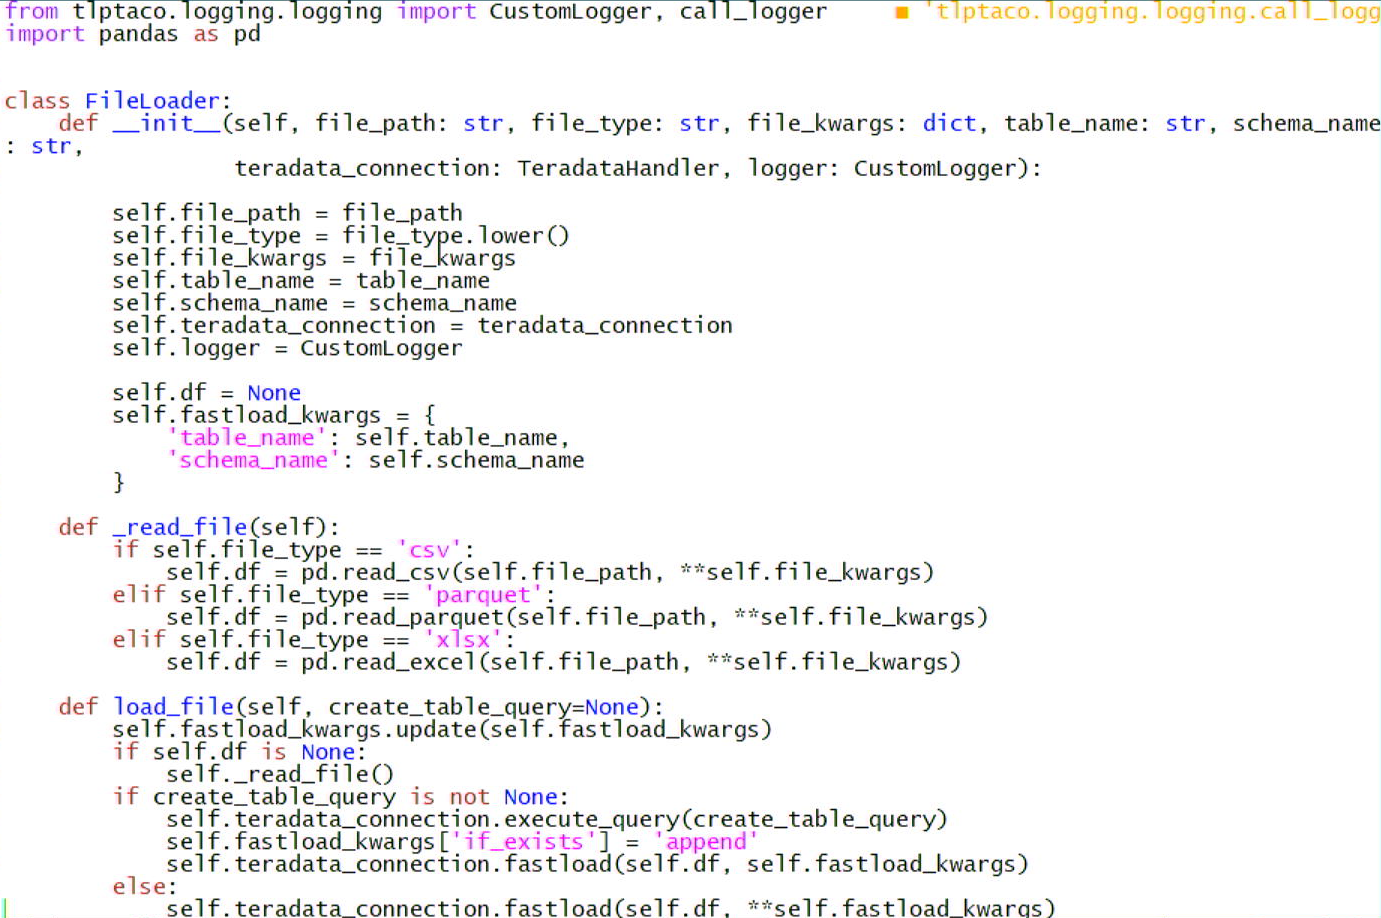 from tlptaco.logging.logging import CustomLogger, call_logger     ■ 'tlptaco.logging.logging.call_logg
import pandas as pd
class FileLoader:
    def __init__(self, file_path: str, file_type: str, file_kwargs: dict, table_name: str, schema_name
: str,
                 teradata_connection: TeradataHandler, logger: CustomLogger):
        self.file_path = file_path
        self.file_type = file_type.lower()
        self.file_kwargs = file_kwargs
        self.table_name = table_name
        self.schema_name = schema_name
        self.teradata_connection = teradata_connection
        self.logger = CustomLogger
        self.df = None
        self.fastload_kwargs = {
            'table_name': self.table_name,
            'schema_name': self.schema_name
        }
    def _read_file(self):
        if self.file_type == 'csv':
            self.df = pd.read_csv(self.file_path, **self.file_kwargs)
        elif self.file_type == 'parquet':
            self.df = pd.read_parquet(self.file_path, **self.file_kwargs)
        elif self.file_type == 'xlsx':
            self.df = pd.read_excel(self.file_path, **self.file_kwargs)
    def load_file(self, create_table_query=None):
        self.fastload_kwargs.update(self.fastload_kwargs)
        if self.df is None:
            self._read_file()
        if create_table_query is not None:
            self.teradata_connection.execute_query(create_table_query)
            self.fastload_kwargs['if_exists'] = 'append'
            self.teradata_connection.fastload(self.df, self.fastload_kwargs)
        else:
            self.teradata_connection.fastload(self.df, **self.fastload_kwargs)